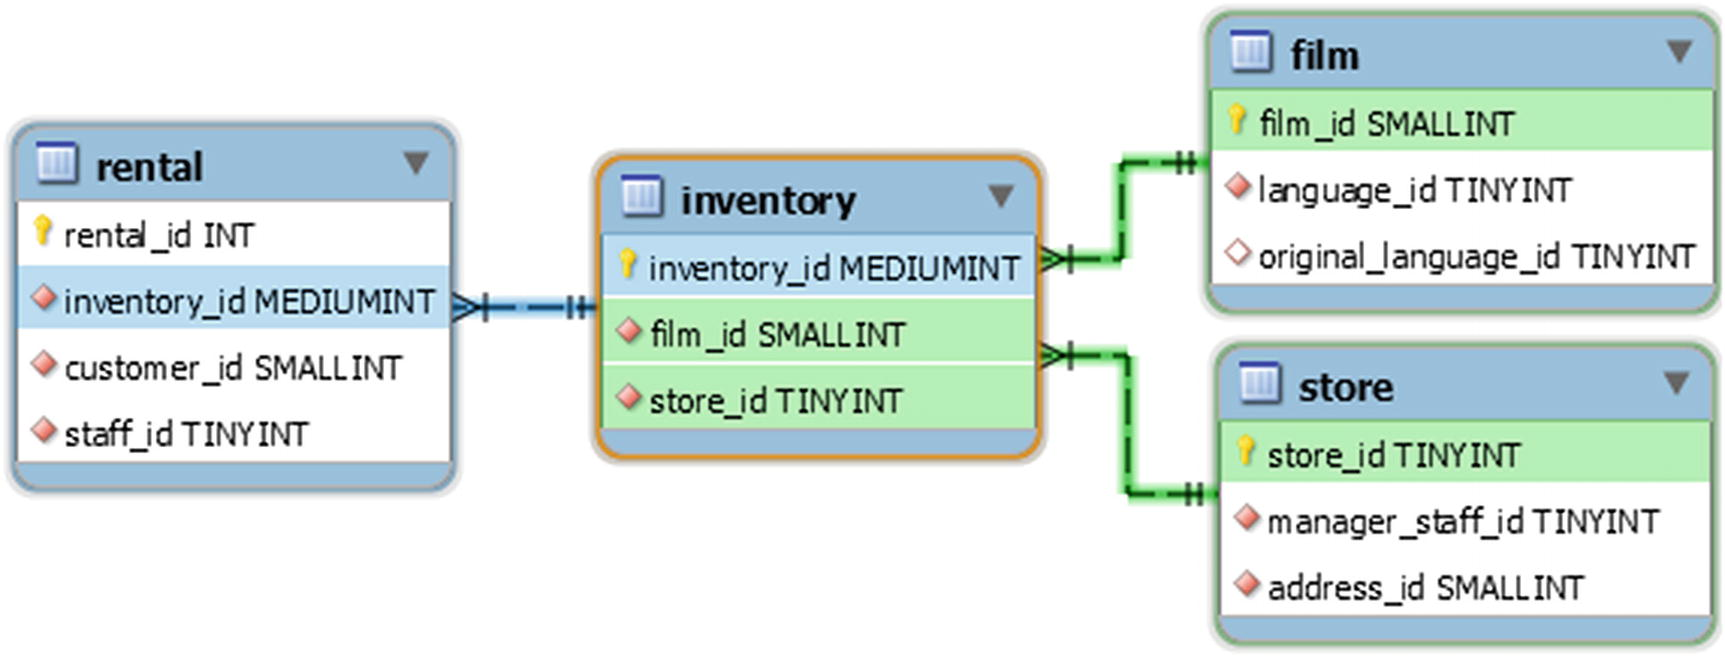 rental
rental_id INT
inventory_id MEDIUMINT
customer_id SMALLINT
staff_id TINYINT
inventory
inventory_id MEDIUMINT
film_id SMALLINT
store_id TINYINT
film
film_id SMALLINT
language_id TINYINT
original_language_id TINYINT
store
store_id TINYINT
manager_staff_id TINYINT
address_id SMALLINT